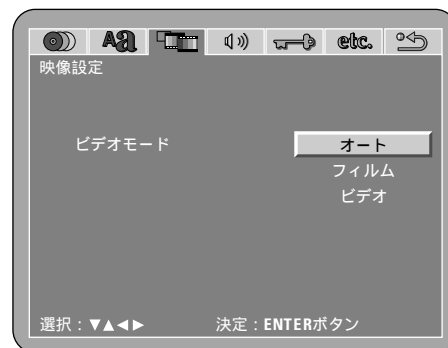 Aa etc.
映像設定
ビデオモード オート
フィルム
ビデオ
選択：▼▲◀▶ 決定：ENTERボタン